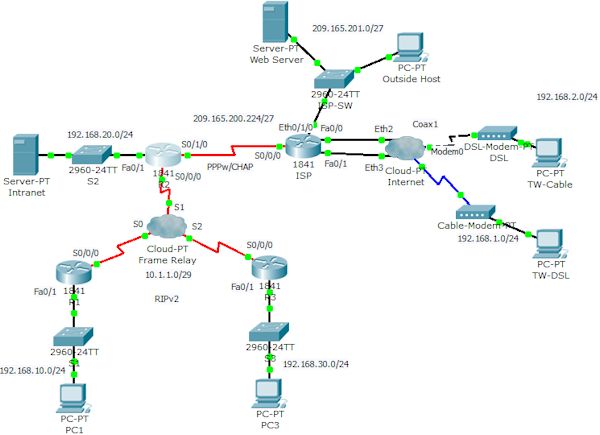 209.165.201.0/27
Server-PT
Web Server
PC-PT
Outside Host
2960-24TT
ISP-SW
192.168.2.0/24
209.165.200.224/27
Eth0/1/0
Fa0/0
Eth2
Coax1
192.168.20.0/24
S0/1/0
Modem0
DSL-Modem-PT
DSL
Fa0/1
PPPw/CHAP
S0/0/0
Fa0/1
Eth3
2960-24TT
S2
1841
R2
S0/0/0
1841
ISP
Cloud-PT
Internet
PC-PT
TW-Cable
Server-PT
Intranet
S1
S0
S2
Cable-Modem-PT
192.168.1.0/24
Cloud-PT
Frame Relay
S0/0/0
S0/0/0
10.1.1.0/29
PC-PT
TW-DSL
Fa0/1
1841
R1
RIPv2
Fa0/1
1841
R3
2960-24TT
S1
2960-24TT
S3
192.168.10.0/24
192.168.30.0/24
PC-PT
PC1
PC-PT
PC3